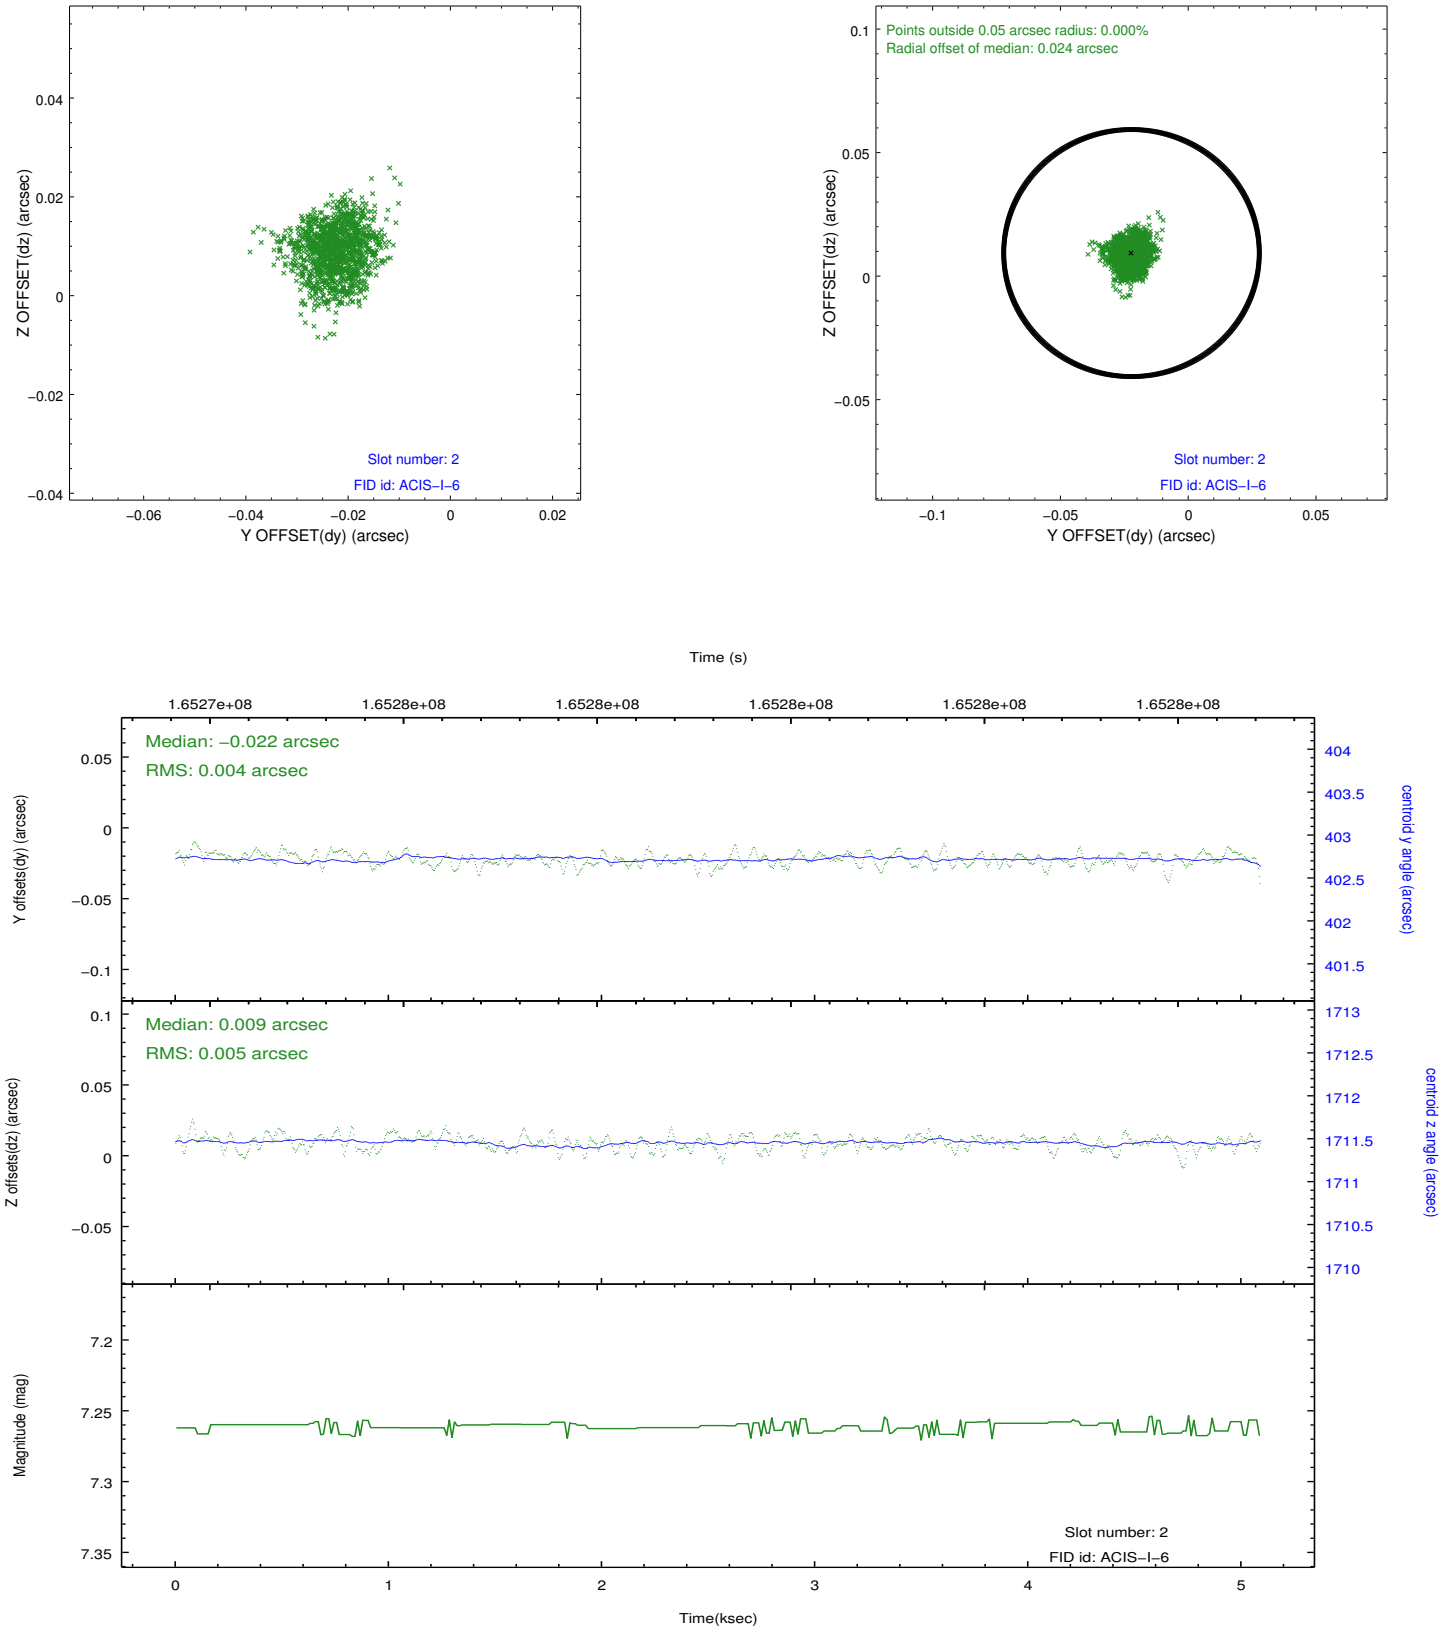 0.04
0.02
0
−0.02
−0.04
Z OFFSET(dz) (arcsec)
Slot number: 2
FID id: ACIS−I−6
−0.06
−0.04
−0.02
0
0.02
Y OFFSET(dy) (arcsec)
Points outside 0.05 arcsec radius: 0.000%
Radial offset of median: 0.024 arcsec
0.1
0.05
0
−0.05
Z OFFSET(dz) (arcsec)
Slot number: 2
FID id: ACIS−I−6
−0.1
−0.05
0
0.05
Y OFFSET(dy) (arcsec)
Time (s)
1.6527e+08
1.6528e+08
1.6528e+08
1.6528e+08
1.6528e+08
1.6528e+08
Median: −0.022 arcsec
RMS: 0.004 arcsec
0.05
0
−0.05
−0.1
Y offsets(dy) (arcsec)
404
403.5
403
402.5
402
401.5
centroid y angle (arcsec)
Median: 0.009 arcsec
RMS: 0.005 arcsec
0.1
0.05
0
−0.05
Z offsets(dz) (arcsec)
1713
1712.5
1712
1711.5
1711
1710.5
1710
centroid z angle (arcsec)
7.2
7.25
7.3
7.35
Magnitude (mag)
Slot number: 2
FID id: ACIS−I−6
0
1
2
3
4
5
Time(ksec)